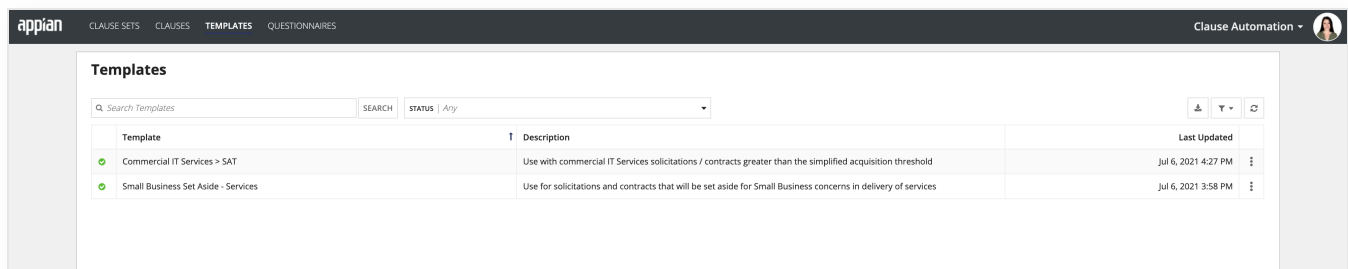 appian CLAUSE SETS CLAUSES TEMPLATES QUESTIONNAIRES Clause Automation
Templates
Search Templates SEARCH STATUS | Any
Template Description Last Updated
Commercial IT Services > SAT Use with commercial IT Services solicitations / contracts greater than the simplified acquisition threshold Jul 6, 2021 4:27 PM
Small Business Set Aside - Services Use for solicitations and contracts that will be set aside for Small Business concerns in delivery of services Jul 6, 2021 3:58 PM